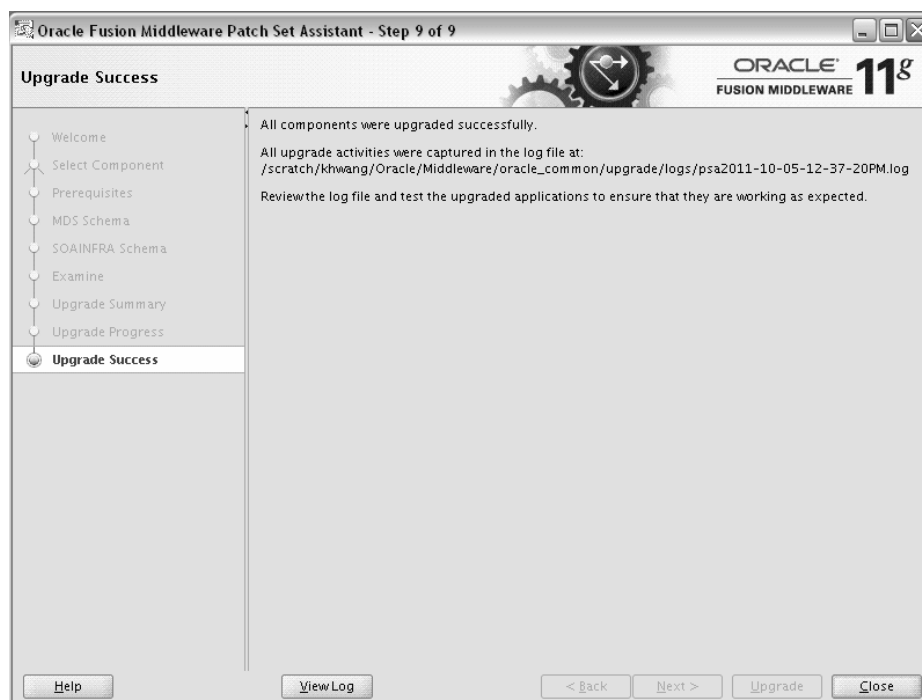 Oracle Fusion Middleware Patch Set Assistant - Step 9 of 9
Upgrade Success
ORACLE
FUSION MIDDLEWARE 11g
Welcome
Select Component
Prerequisites
MDS Schema
SOAINFRA Schema
Examine
Upgrade Summary
Upgrade Progress
Upgrade Success
All components were upgraded successfully.
All upgrade activities were captured in the log file at:
/scratch/khwang/Oracle/Middleware/oracle_common/upgrade/logs/psa2011-10-05-12-37-20PM.log
Review the log file and test the upgraded applications to ensure that they are working as expected.
Help
View Log
< Back
Next >
Upgrade
Close